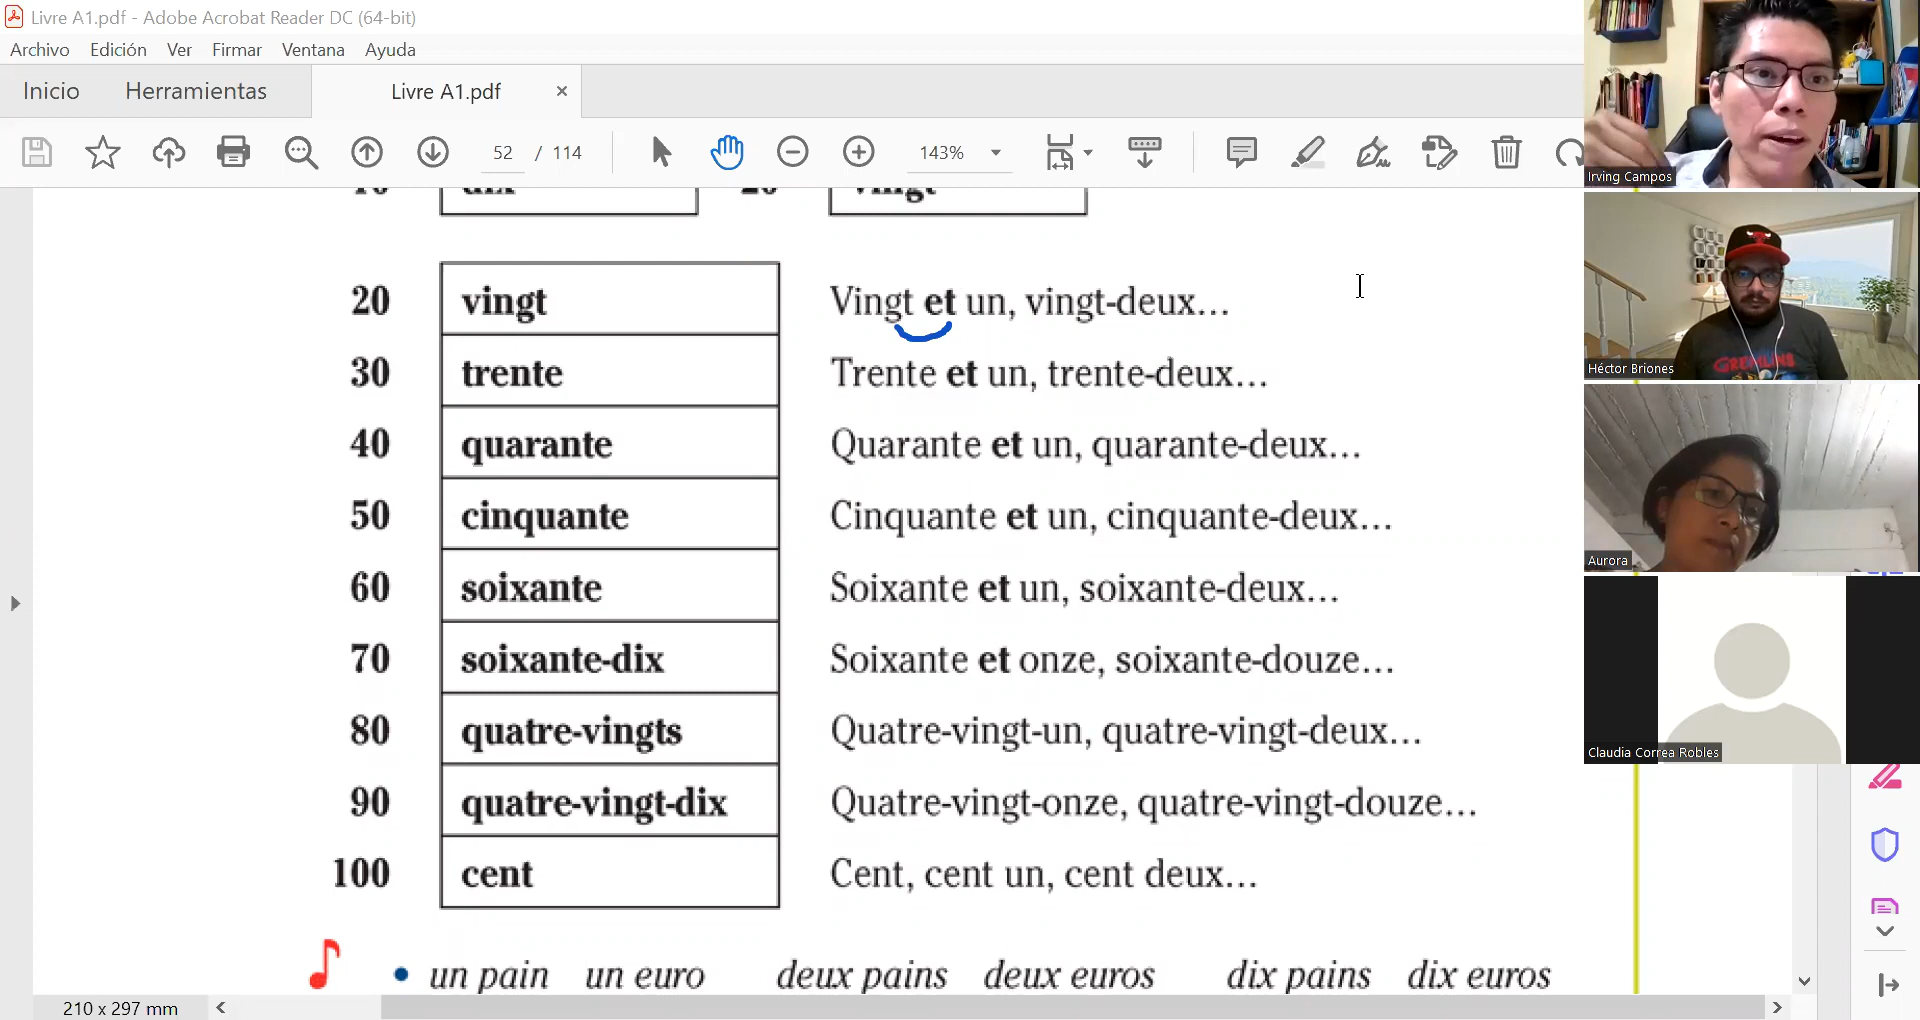 Livre A1.pdf - Adobe Acrobat Reader DC (64-bit)
Archivo Edición Ver Firmar Ventana Ayuda
Inicio Herramientas Livre A1.pdf ×
52 / 114 143%
10 dix 20 vingt
20 vingt Vingt et un, vingt-deux...
30 trente Trente et un, trente-deux...
40 quarante Quarante et un, quarante-deux...
50 cinquante Cinquante et un, cinquante-deux...
60 soixante Soixante et un, soixante-deux...
70 soixante-dix Soixante et onze, soixante-douze...
80 quatre-vingts Quatre-vingt-un, quatre-vingt-deux...
90 quatre-vingt-dix Quatre-vingt-onze, quatre-vingt-douze...
100 cent Cent, cent un, cent deux...
• un pain un euro deux pains deux euros dix pains dix euros
210 x 297 mm
Irving Campos
Héctor Briones
GREMLINS
Aurora
Claudia Correa Robles